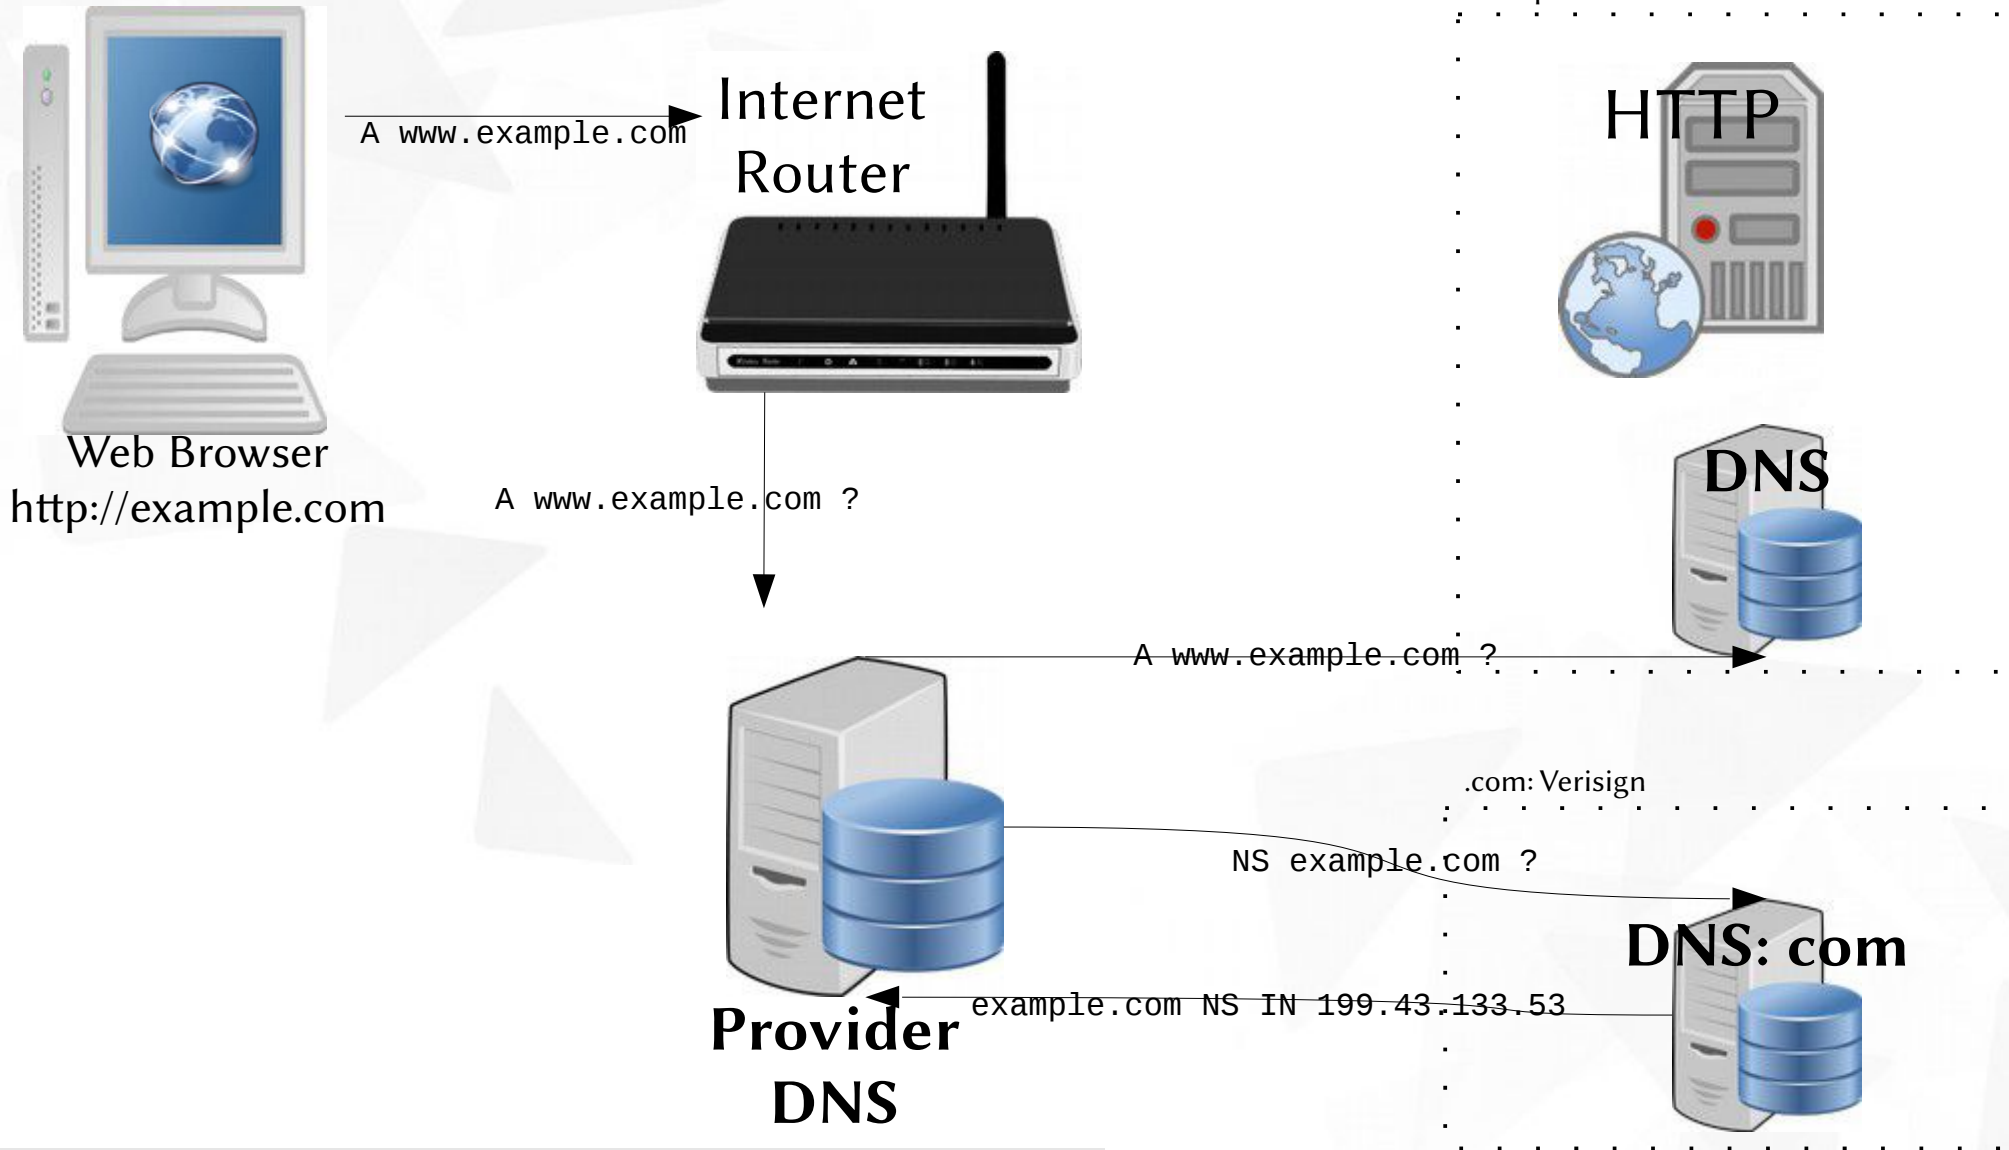 HTTP
Internet
Router
A www.example.com
Web Browser
http://example.com
A www.example.com ?
DNS
A www.example.com ?
.com: Verisign
NS example.com ?
DNS: com
example.com NS IN 199.43.133.53
Provider
DNS